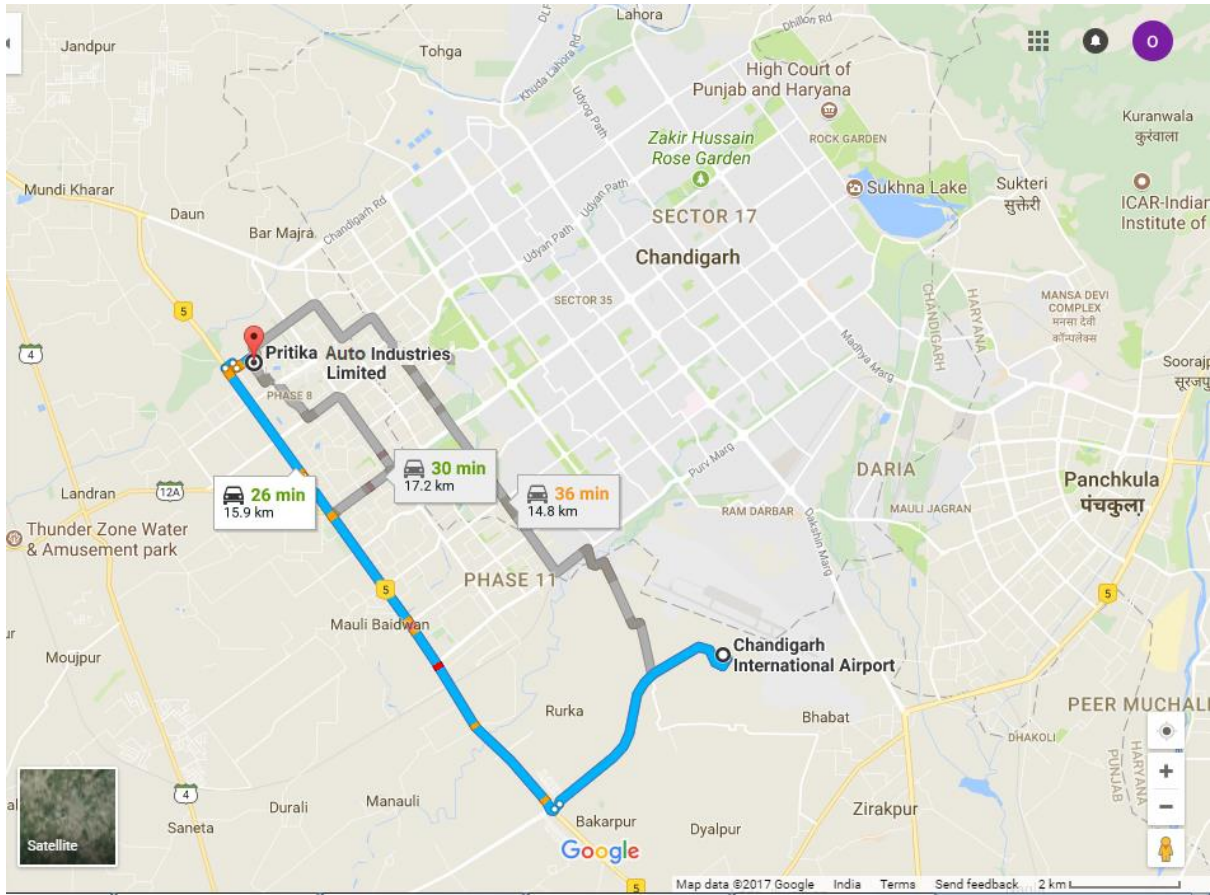 Lahora
Dhillon Rd
Jandpur
Tohga
Khuda Lahora Rd
Udyog Path
O
High Court of
Punjab and Haryana
ROCK GARDEN
Kuranwala
कुरंवाला
Zakir Hussain
Rose Garden
Mundi Kharar
Daun
Bar Majra
Chandigarh Rd
Udyan Path
Udyan Path
SECTOR 17
Chandigarh
Sukhna Lake
Sukteri
सुक्तेरी
ICAR-Indian
Institute of
SECTOR 35
CHANDIGARH
HARYANA
MANSA DEVI
COMPLEX
मनसा देवी
कॉम्पलेक्स
5
4
Madhya Marg
Pritika Auto Industries
Limited
PHASE 8
26 min
15.9 km
30 min
17.2 km
36 min
14.8 km
Purv Marg
DARIA
RAM DARBAR
Dakshin Marg
MAULI JAGRAN
Panchkula
पंचकुला
Landran
12A
Thunder Zone Water
& Amusement park
PHASE 11
5
5
Mauli Baidwan
Moujpur
Chandigarh
International Airport
Rurka
Bhabat
PEER MUCHALL
DHAKOLI
HARYANA
PUNJAB
4
Durali
Manauli
Saneta
Bakarpur
Dyalpur
Zirakpur
Satellite
Google
5
Map data ©2017 Google India Terms Send feedback 2 km